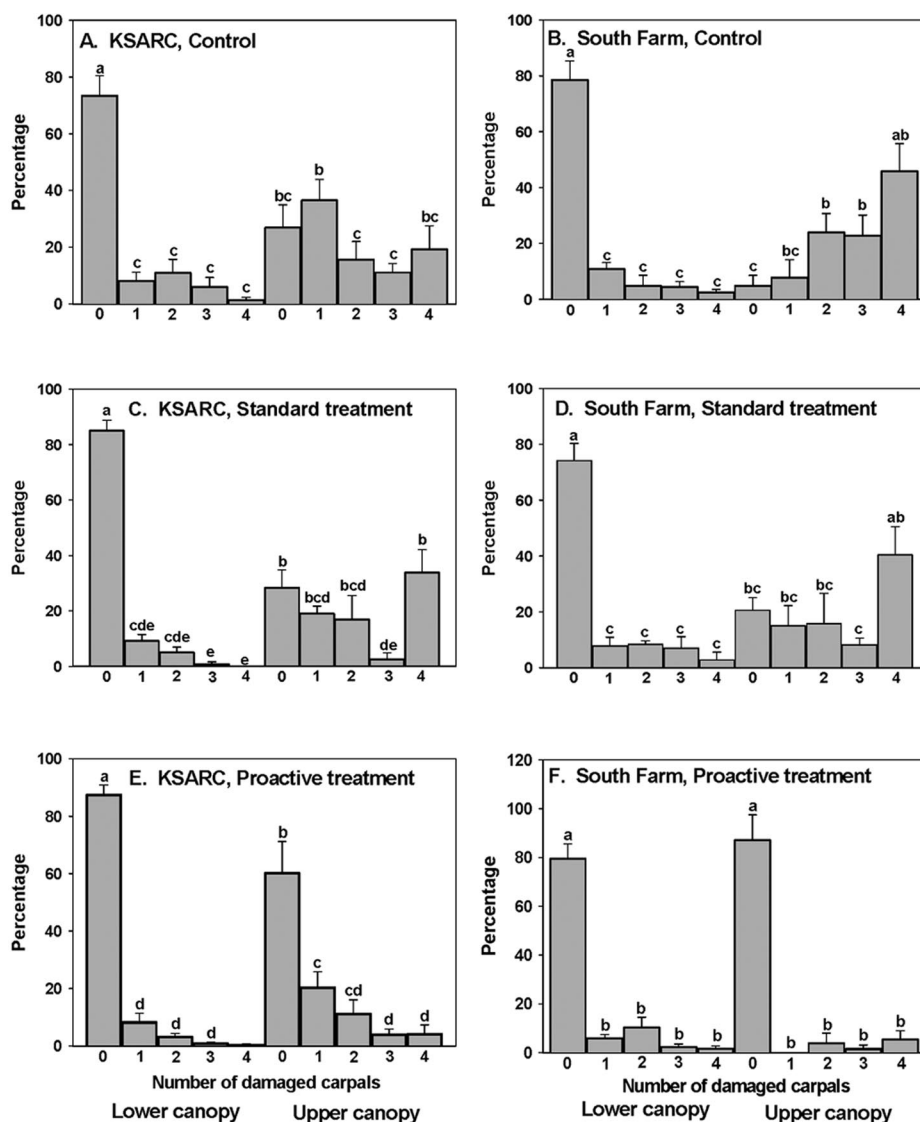 A. KSARC, Control
Percentage
100
80
60
40
20
0
a
c
c
c
c
bc
b
c
c
bc
0 1 2 3 4 0 1 2 3 4
B. South Farm, Control
Percentage
100
80
60
40
20
0
a
c
c
c
c
c
bc
b
b
ab
0 1 2 3 4 0 1 2 3 4
C. KSARC, Standard treatment
Percentage
100
80
60
40
20
0
a
cde
cde
e
e
b
bcd
bcd
de
b
0 1 2 3 4 0 1 2 3 4
D. South Farm, Standard treatment
Percentage
100
80
60
40
20
0
a
c
c
c
c
bc
bc
bc
c
ab
0 1 2 3 4 0 1 2 3 4
E. KSARC, Proactive treatment
Percentage
100
80
60
40
20
0
a
d
d
d
b
c
cd
d
d
0 1 2 3 4 0 1 2 3 4
Number of damaged carpals
Lower canopy Upper canopy
F. South Farm, Proactive treatment
Percentage
120
100
80
60
40
20
0
a
b
b
b
b
a
b
b
b
b
0 1 2 3 4 0 1 2 3 4
Number of damaged carpals
Lower canopy Upper canopy